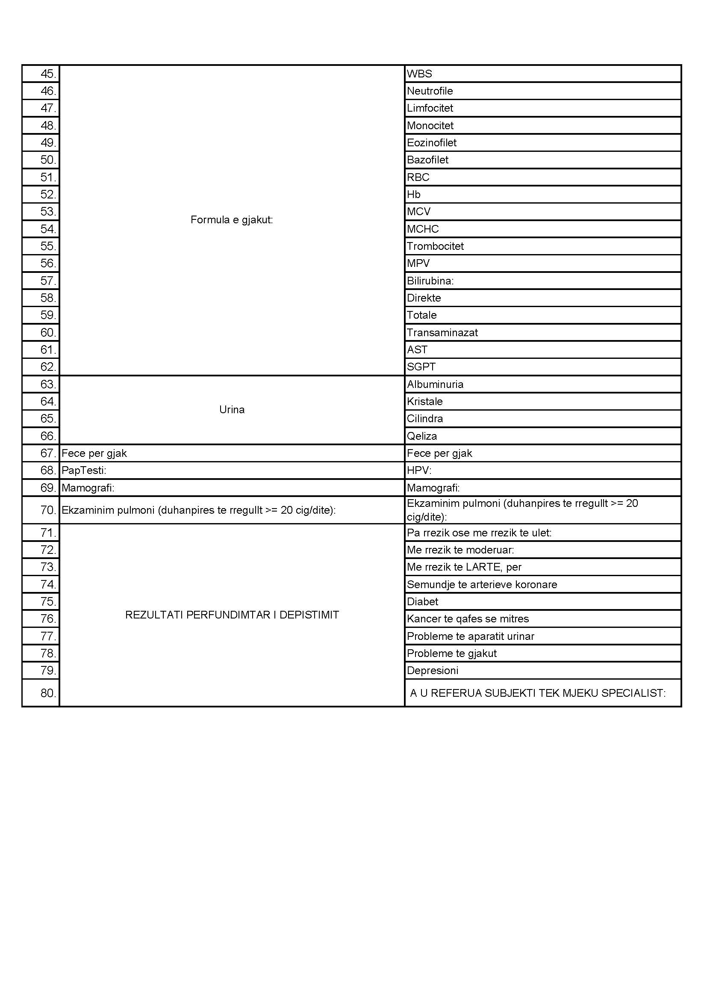 45. WBS
46. Neutrofile
47. Limfocitet
48. Monocitet
49. Eozinofilet
50. Bazofilet
51. RBC
52. Hb
53. MCV
Formula e gjakut:
54. MCHC
55. Trombocitet
56. MPV
57. Bilirubina:
58. Direkte
59. Totale
60. Transaminazat
61. AST
62. SGPT
63. Albuminuria
64. Kristale
Urina
65. Cilindra
66. Qeliza
67. Fece per gjak Fece per gjak
68. PapTesti: HPV:
69. Mamografi: Mamografi:
70. Ekzaminim pulmoni (duhanpires te rregullt >= 20 cig/dite): Ekzaminim pulmoni (duhanpires te rregullt >= 20
cig/dite):
71. Pa rrezik ose me rrezik te ulet:
72. Me rrezik te moderuar:
73. Me rrezik te LARTE, per
74. Semundje te arterieve koronare
75. Diabet
REZULTATI PERFUNDIMTAR I DEPISTIMIT
76. Kancer te qafes se mitres
77. Probleme te aparatit urinar
78. Probleme te gjakut
79. Depresioni
80. A U REFERUA SUBJEKTI TEK MJEKU SPECIALIST: